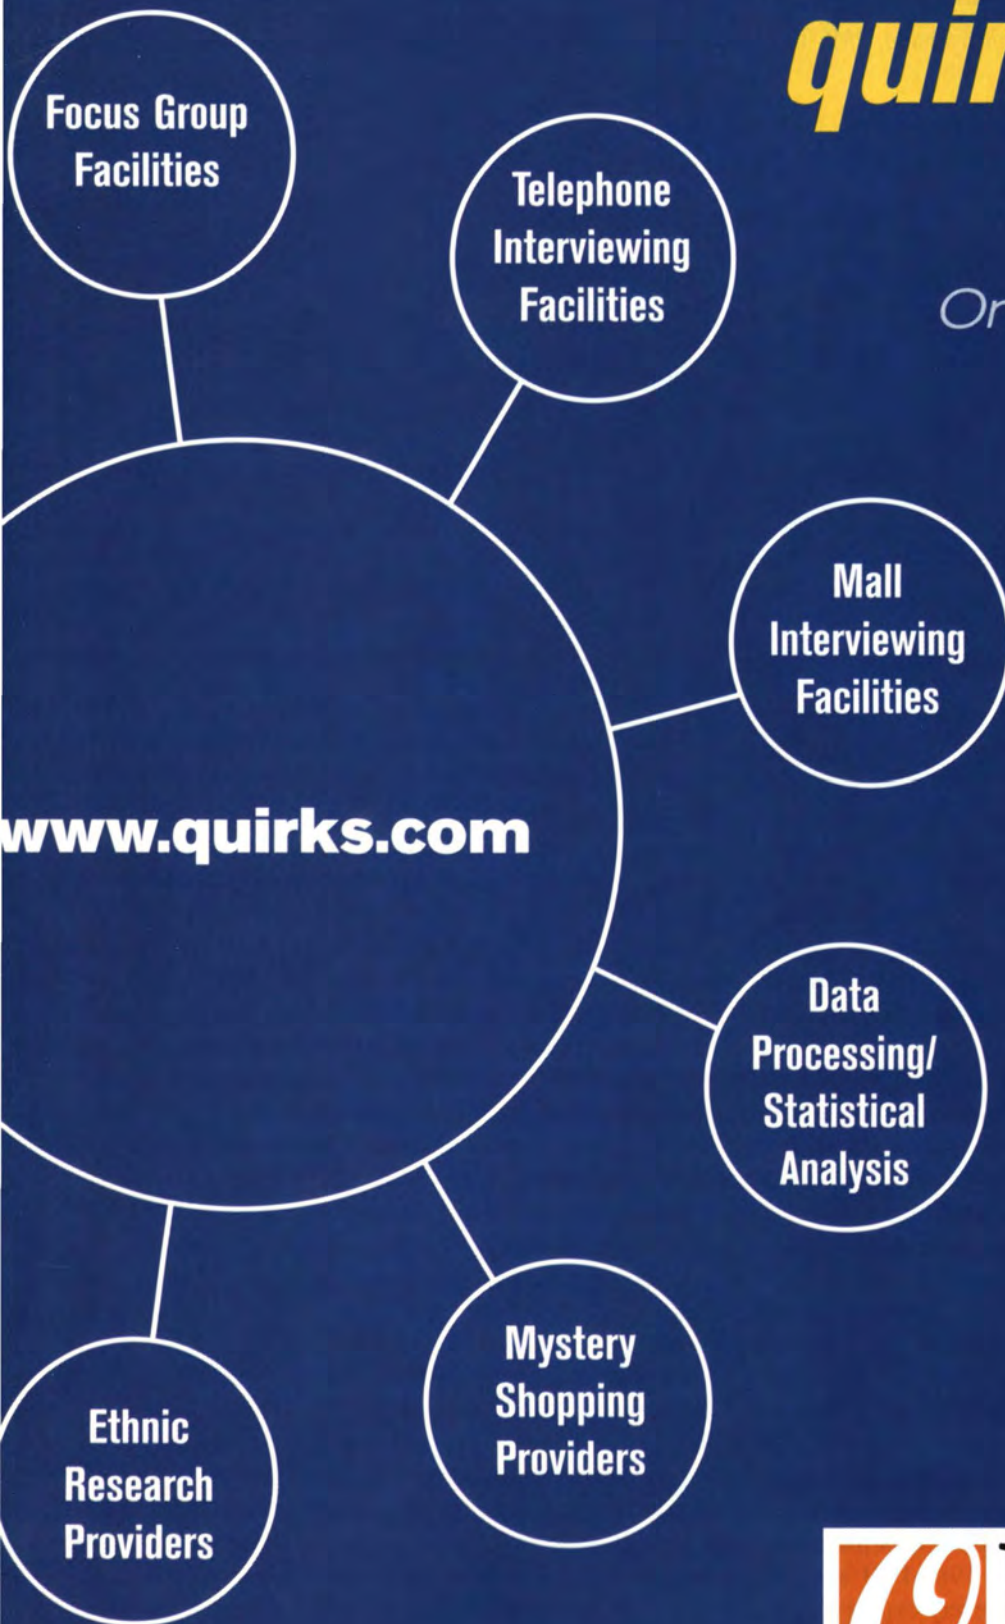 Focus Group
Facilities
Telephone
Interviewing
Facilities
Mall
Interviewing
Facilities
www.quirks.com
Data
Processing/
Statistical
Analysis
Mystery
Shopping
Providers
Ethnic
Research
Providers